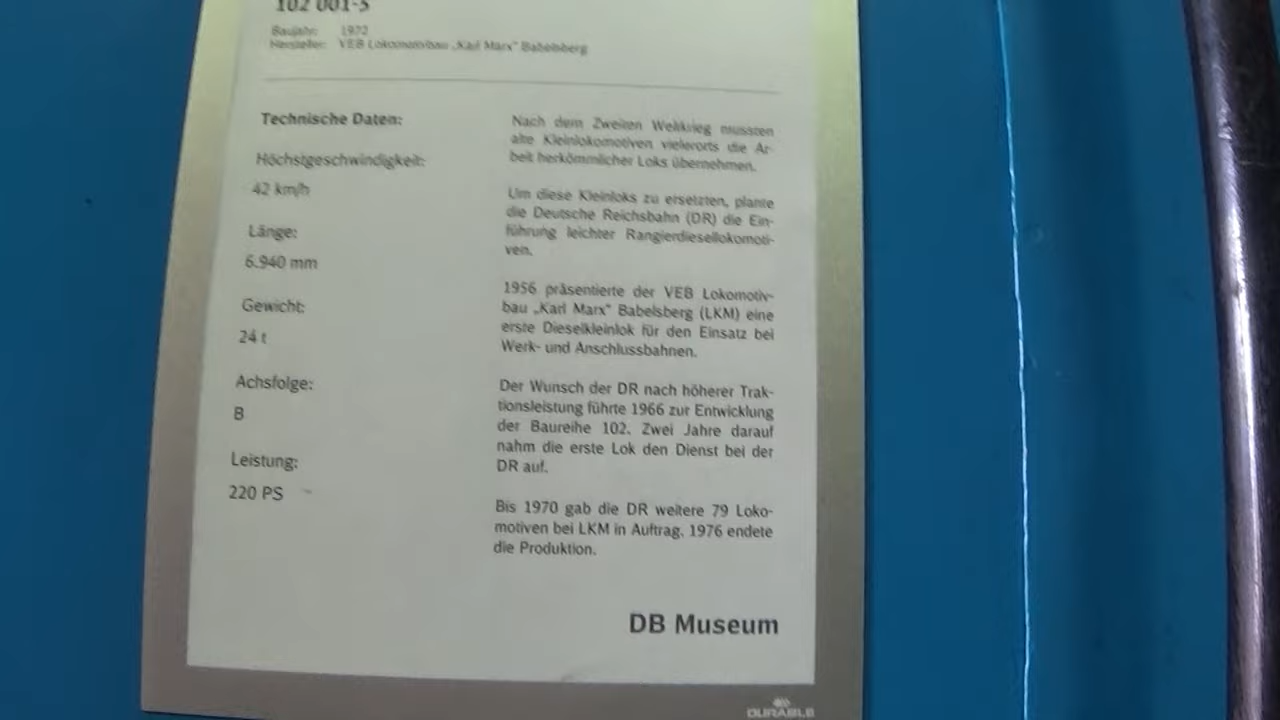 102 001-5
Baujahr: 1972
Hersteller: VEB Lokomotivbau „Karl Marx" Babelsberg
Technische Daten:
Höchstgeschwindigkeit:
42 km/h
Länge:
6.940 mm
Gewicht:
24 t
Achsfolge:
B
Leistung:
220 PS
Nach dem Zweiten Weltkrieg mussten
alte Kleinlokomotiven vielerorts die Ar-
beit herkömmlicher Loks übernehmen.
Um diese Kleinloks zu ersetzten, plante
die Deutsche Reichsbahn (DR) die Ein-
führung leichter Rangierdiesellokomoti-
ven.
1956 präsentierte der VEB Lokomotiv-
bau „Karl Marx" Babelsberg (LKM) eine
erste Dieselkleinlok für den Einsatz bei
Werk- und Anschlussbahnen.
Der Wunsch der DR nach höherer Trak-
tionsleistung führte 1966 zur Entwicklung
der Baureihe 102. Zwei Jahre darauf
nahm die erste Lok den Dienst bei der
DR auf.
Bis 1970 gab die DR weitere 79 Loko-
motiven bei LKM in Auftrag. 1976 endete
die Produktion.
DB Museum
DURABLE